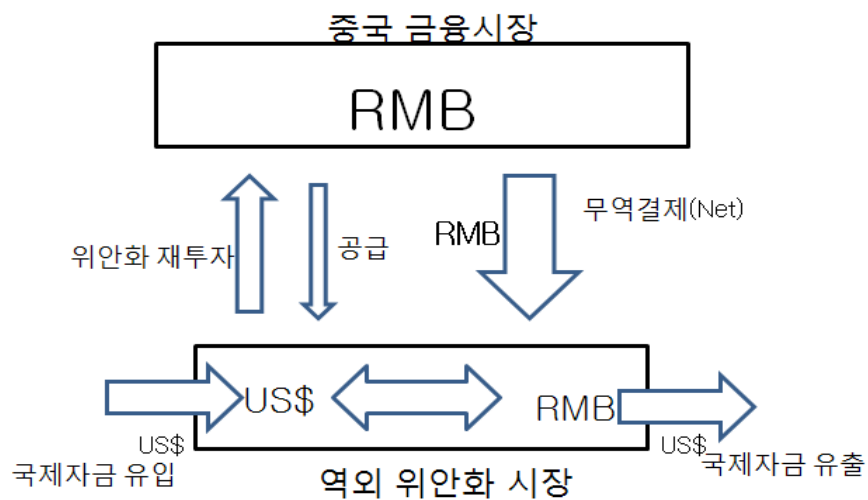 중국 금융시장
RMB
무역결제(Net)
RMB
공급
위안화 재투자
US$
RMB
US$
US$
국제자금 유입
국제자금 유출
역외 위안화 시장